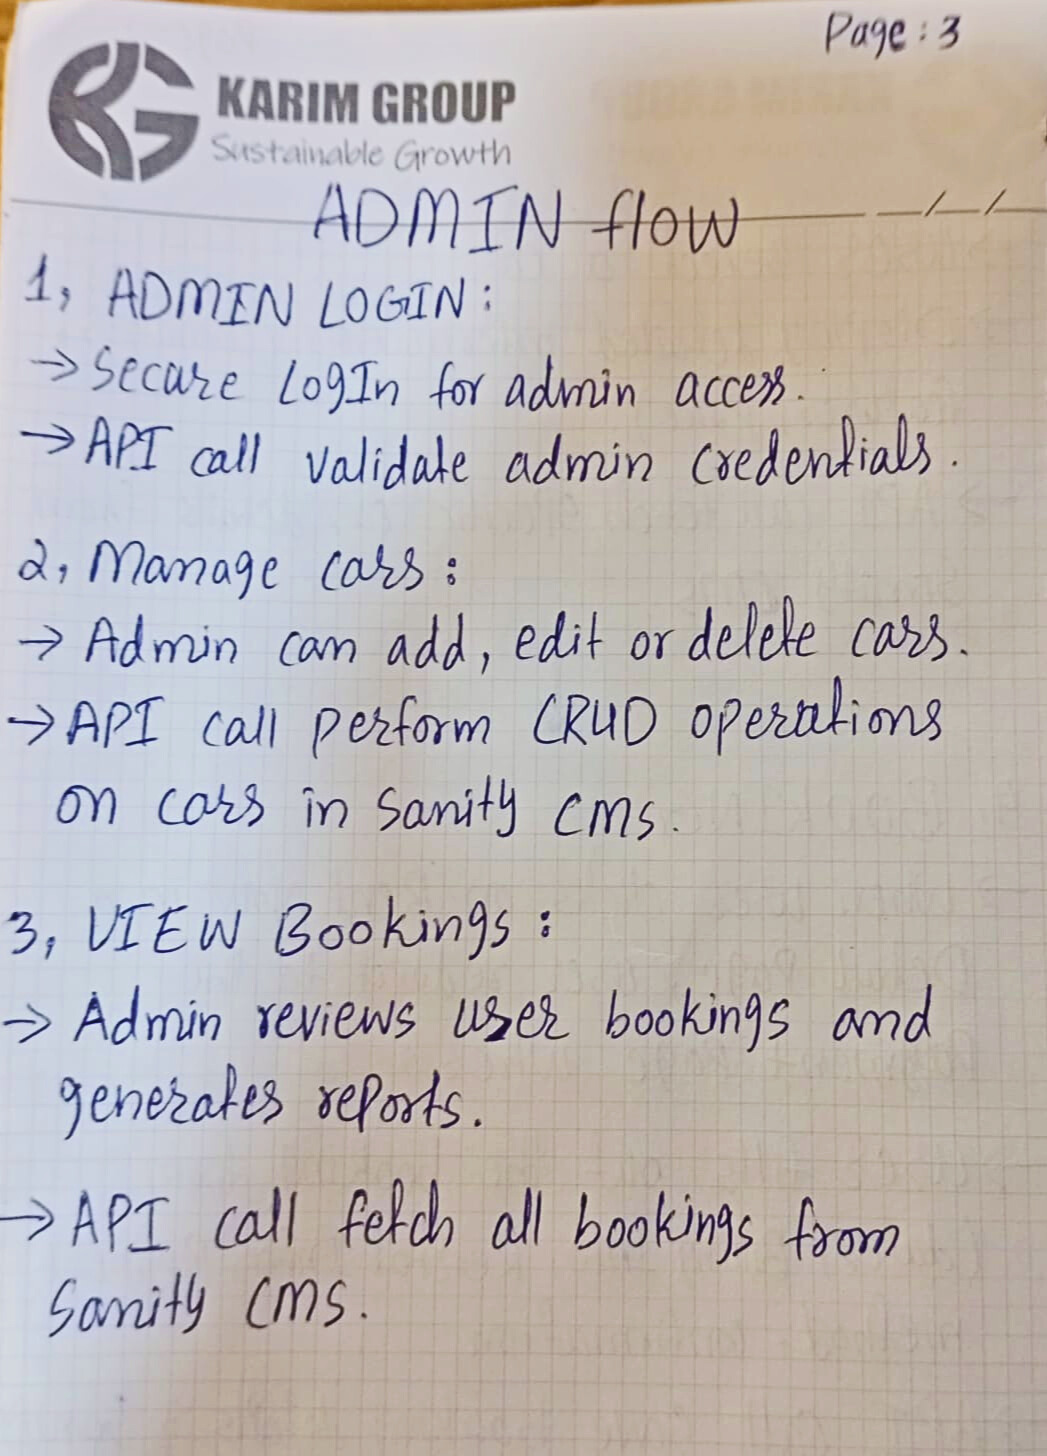 Page : 3
KARIM GROUP
Sustainable Growth
ADMIN flow
1, ADMIN LOGIN :
→ Secure LogIn for admin access.
→ API call validate admin credentials.
2, Manage cars :
→ Admin can add, edit or delete cars.
→ API call perform CRUD operations
on cars in Sanity CMS.
3, VIEW Bookings :
→ Admin reviews user bookings and
generates reports.
→ API call fetch all bookings from
Sanity CMS.